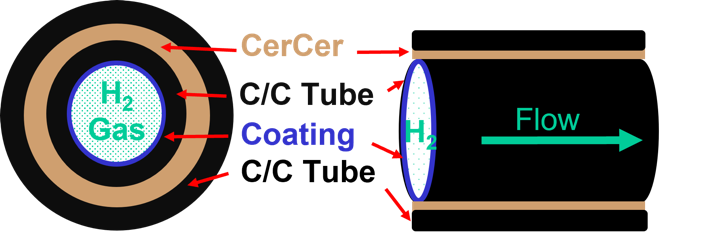 CerCer
C/C Tube
H2
Gas
Coating
C/C Tube
H2
Flow